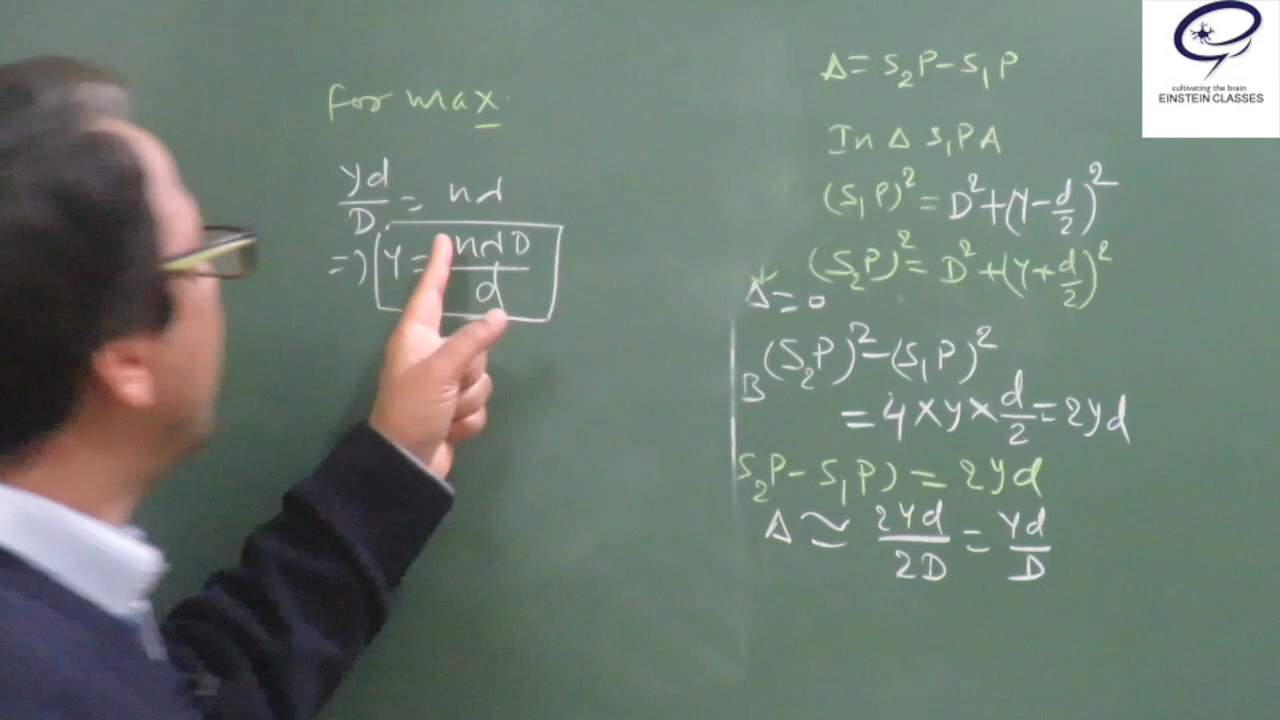 For max.
yd/D = nλ
=> y = nλD/d
Δ = S₂P - S₁P
In Δ S₁PA
(S₁P)² = D² + (y - d/2)²
(S₂P)² = D² + (y + d/2)²
Δ = 0
(S₂P)² - (S₁P)²
B
= 4 × y × d/2 = 2yd
S₂P - S₁P) = 2yd
Δ ≃ 2yd/2D = yd/D
cultivating the brain
EINSTEIN CLASSES